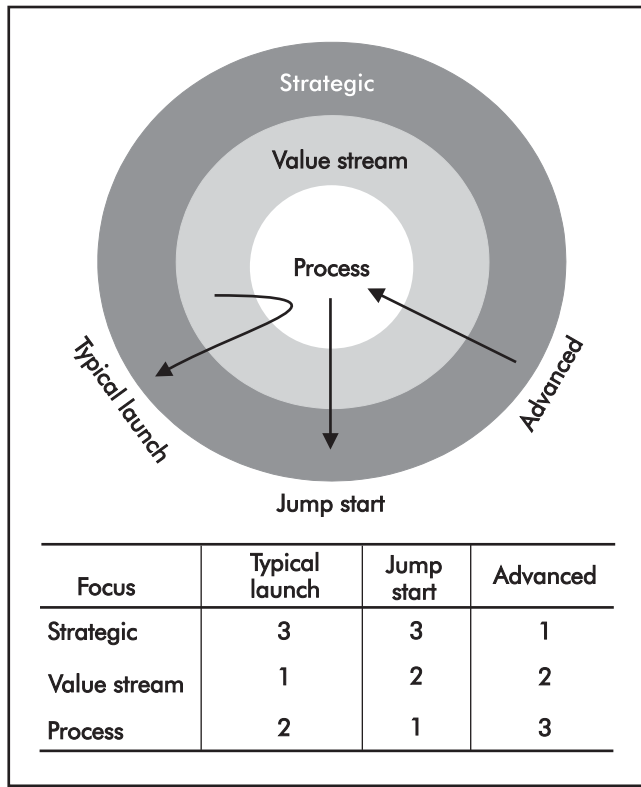 Strategic
Value stream
Process
Typical launch
Jump start
Advanced
Focus Typical launch Jump start Advanced
Strategic 3 3 1
Value stream 1 2 2
Process 2 1 3